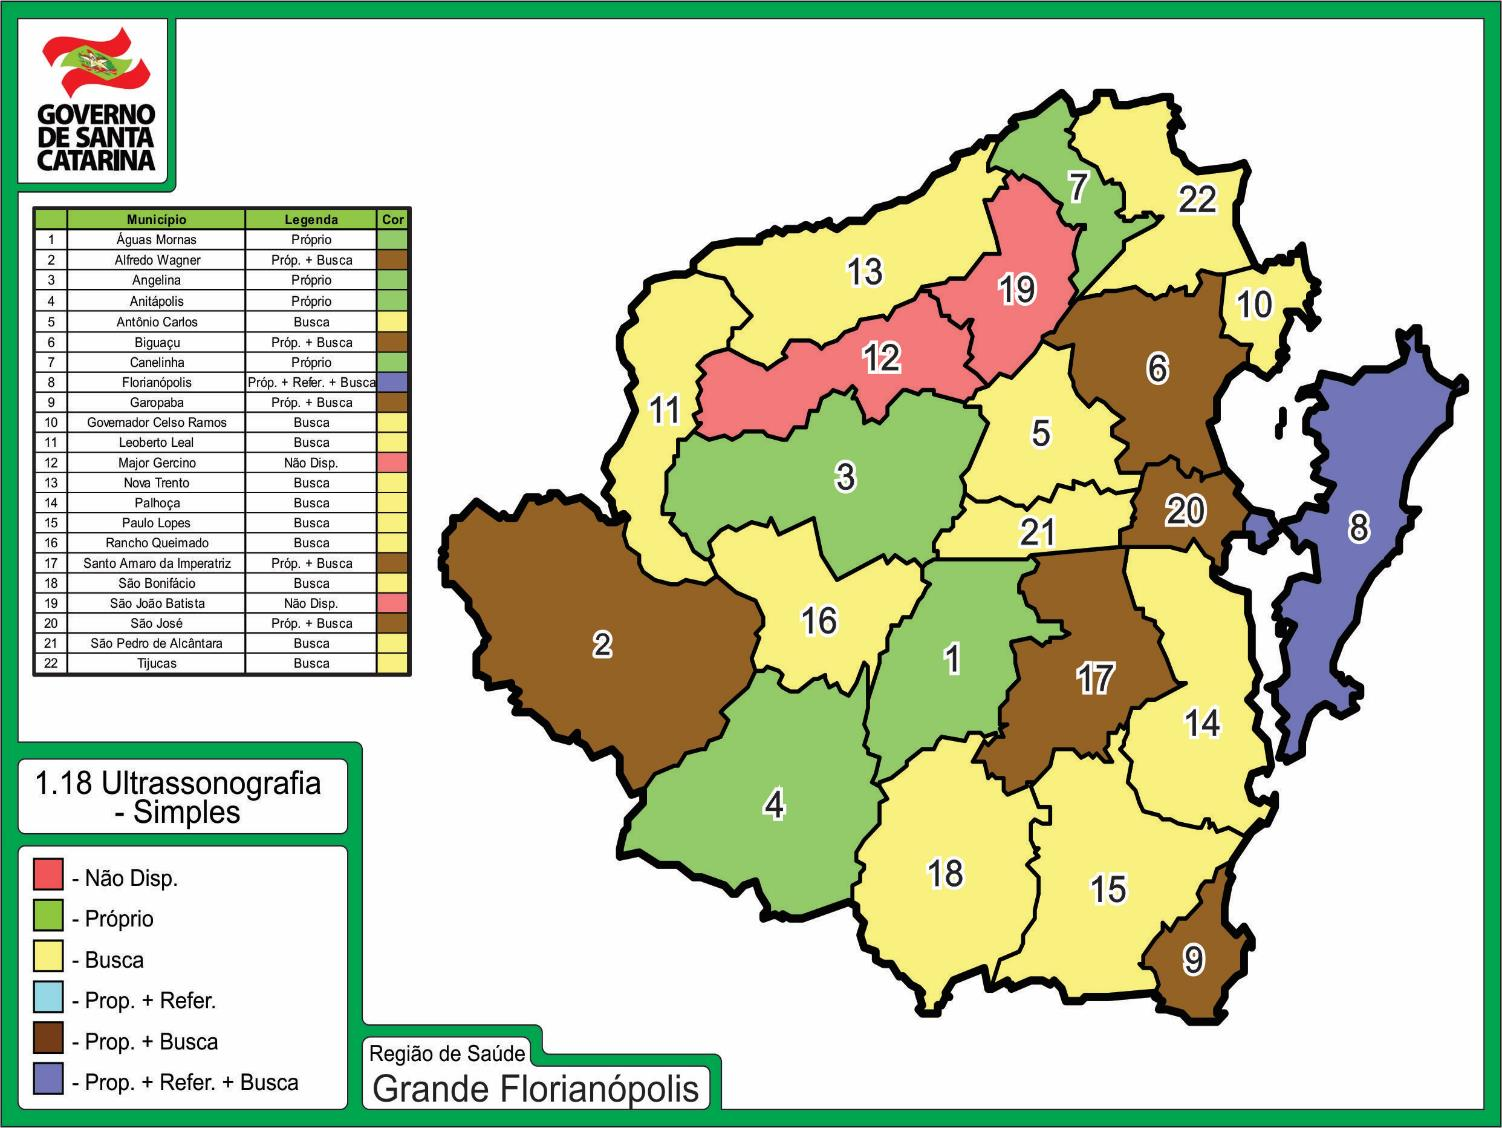 GOVERNO
DE SANTA
CATARINA
Município Legenda Cor
1 Águas Mornas Próprio
2 Alfredo Wagner Próp. + Busca
3 Angelina Próprio
4 Anitápolis Próprio
5 Antônio Carlos Busca
6 Biguaçu Próp. + Busca
7 Canelinha Próprio
8 Florianópolis Próp. + Refer. + Busca
9 Garopaba Próp. + Busca
10 Governador Celso Ramos Busca
11 Leoberto Leal Busca
12 Major Gercino Não Disp.
13 Nova Trento Busca
14 Palhoça Busca
15 Paulo Lopes Busca
16 Rancho Queimado Busca
17 Santo Amaro da Imperatriz Próp. + Busca
18 São Bonifácio Busca
19 São João Batista Não Disp.
20 São José Próp. + Busca
21 São Pedro de Alcântara Busca
22 Tijucas Busca
7
22
13
19
10
12
6
11
5
3
20
8
21
16
2
1
17
14
4
18
15
9
1.18 Ultrassonografia
- Simples
- Não Disp.
- Próprio
- Busca
- Prop. + Refer.
- Prop. + Busca
- Prop. + Refer. + Busca
Região de Saúde
Grande Florianópolis